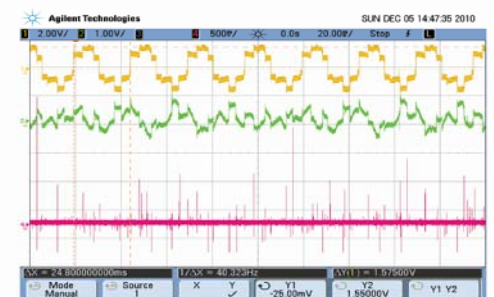 Agilent Technologies SUN DEC 05 14:47:35 2010
1 2.00V/ 2 1.00V/ 3 4 500▽/ 0.0s 20.00▽/ Stop L
ΔX = 24.800000000ms 1/ΔX = 40.323Hz ΔY(1) = 1.57500V
Mode Source X Y Y1 Y2 Y1 Y2
Manual 1 ✓ -25.00mV 1.55000V